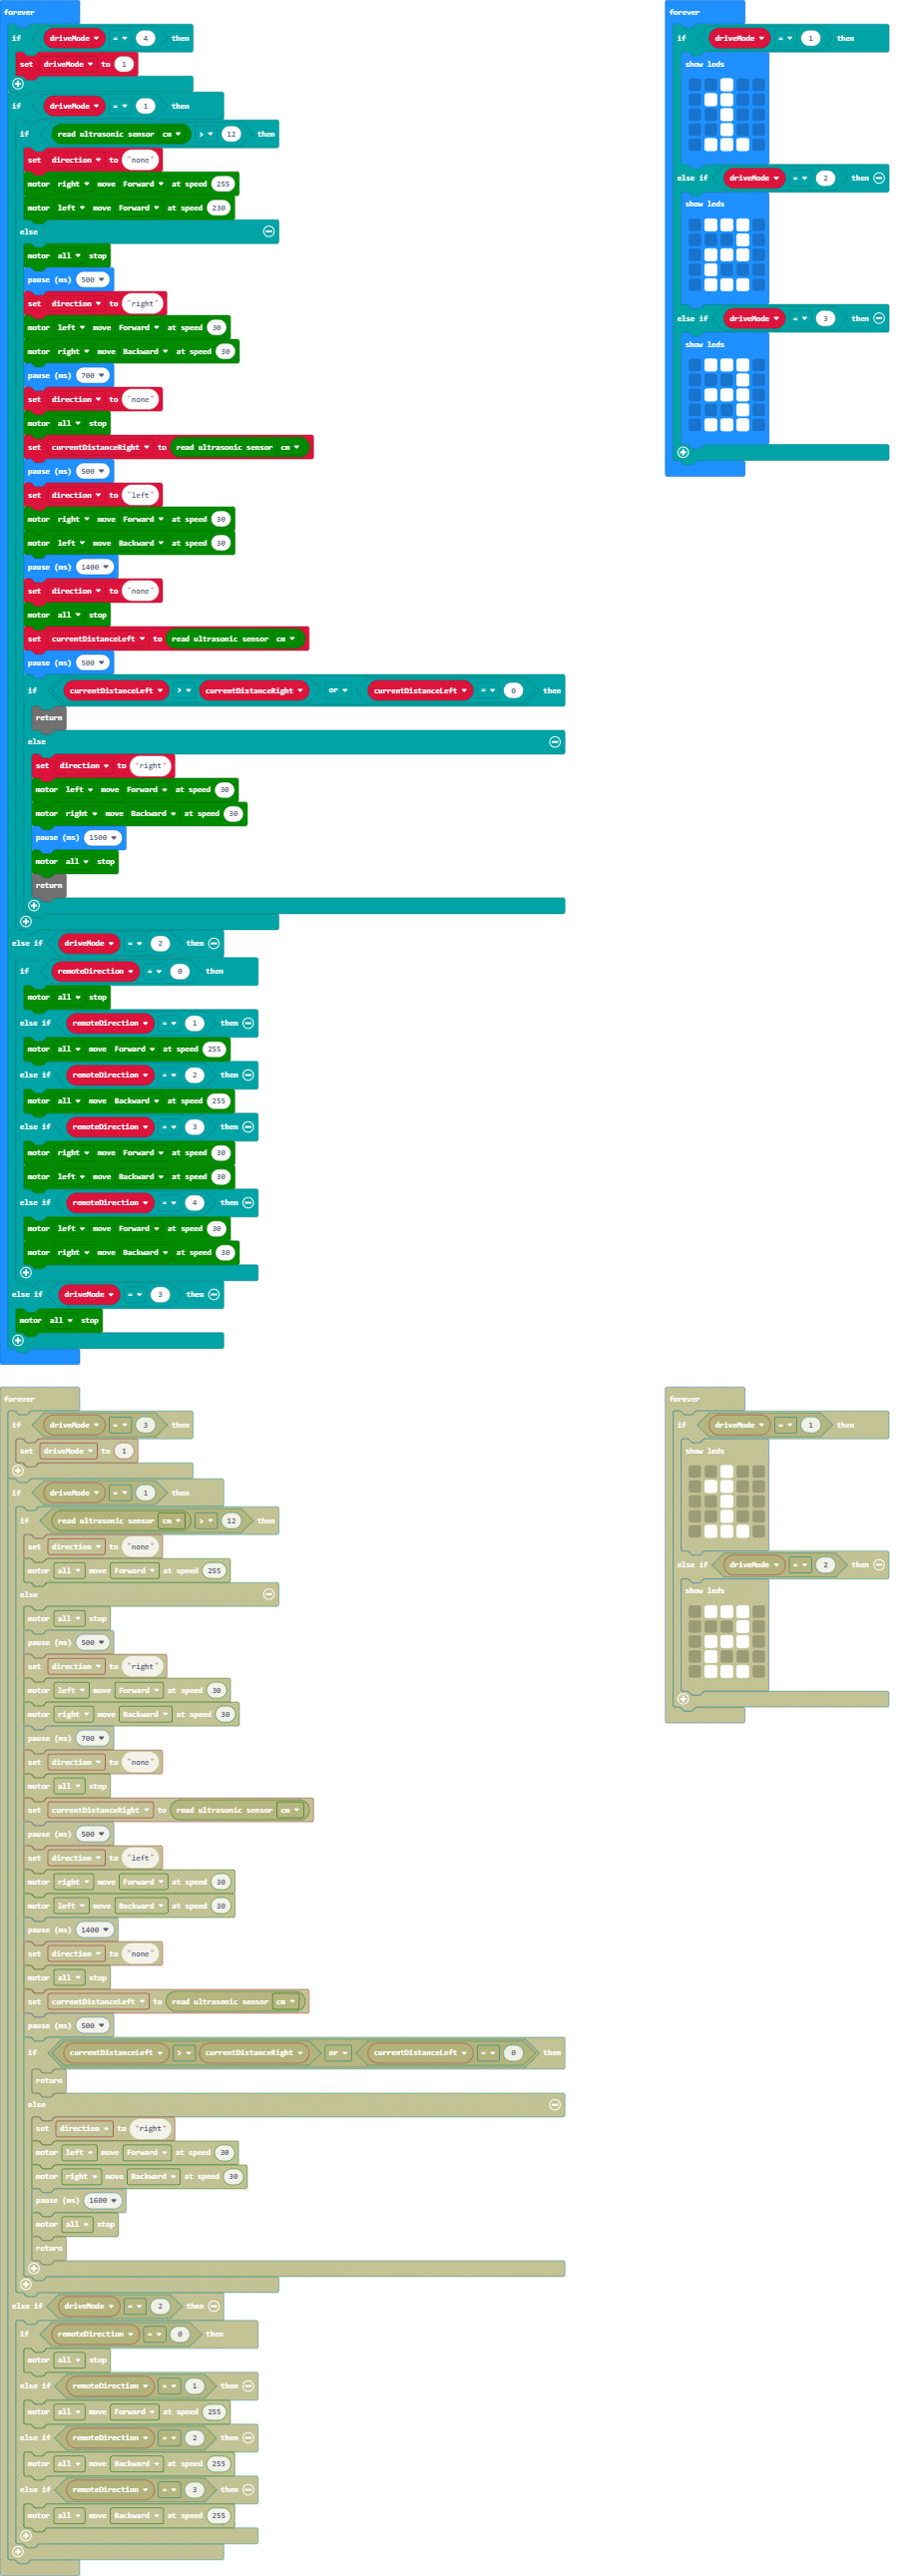 forever
if driveMode = 4 then
set driveMode to 1
if driveMode = 1 then
if read ultrasonic sensor cm > 12 then
set direction to "none"
motor right move Forward at speed 255
motor left move Forward at speed 230
else
motor all stop
pause (ms) 500
set direction to "right"
motor left move Forward at speed 30
motor right move Backward at speed 30
pause (ms) 700
set direction to "none"
motor all stop
set currentDistanceRight to read ultrasonic sensor cm
pause (ms) 500
set direction to "left"
motor right move Forward at speed 30
motor left move Backward at speed 30
pause (ms) 1400
set direction to "none"
motor all stop
set currentDistanceLeft to read ultrasonic sensor cm
pause (ms) 500
if currentDistanceLeft > currentDistanceRight or currentDistanceLeft = 0 then
return
else
set direction to "right"
motor left move Forward at speed 30
motor right move Backward at speed 30
pause (ms) 1500
motor all stop
return
else if driveMode = 2 then
if remoteDirection = 0 then
motor all stop
else if remoteDirection = 1 then
motor all move Forward at speed 255
else if remoteDirection = 2 then
motor all move Backward at speed 255
else if remoteDirection = 3 then
motor right move Forward at speed 30
motor left move Backward at speed 30
else if remoteDirection = 4 then
motor left move Forward at speed 30
motor right move Backward at speed 30
else if driveMode = 3 then
motor all stop
forever
if driveMode = 1 then
show leds
else if driveMode = 2 then
show leds
else if driveMode = 3 then
show leds
forever
if driveMode = 3 then
set driveMode to 1
if driveMode = 1 then
if read ultrasonic sensor cm > 12 then
set direction to "none"
motor all move Forward at speed 255
else
motor all stop
pause (ms) 500
set direction to "right"
motor left move Forward at speed 30
motor right move Backward at speed 30
pause (ms) 700
set direction to "none"
motor all stop
set currentDistanceRight to read ultrasonic sensor cm
pause (ms) 500
set direction to "left"
motor right move Forward at speed 30
motor left move Backward at speed 30
pause (ms) 1400
set direction to "none"
motor all stop
set currentDistanceLeft to read ultrasonic sensor cm
pause (ms) 500
if currentDistanceLeft > currentDistanceRight or currentDistanceLeft = 0 then
return
else
set direction to "right"
motor left move Forward at speed 30
motor right move Backward at speed 30
pause (ms) 1600
motor all stop
return
else if driveMode = 2 then
if remoteDirection = 0 then
motor all stop
else if remoteDirection = 1 then
motor all move Forward at speed 255
else if remoteDirection = 2 then
motor all move Backward at speed 255
else if remoteDirection = 3 then
motor all move Backward at speed 255
forever
if driveMode = 1 then
show leds
else if driveMode = 2 then
show leds